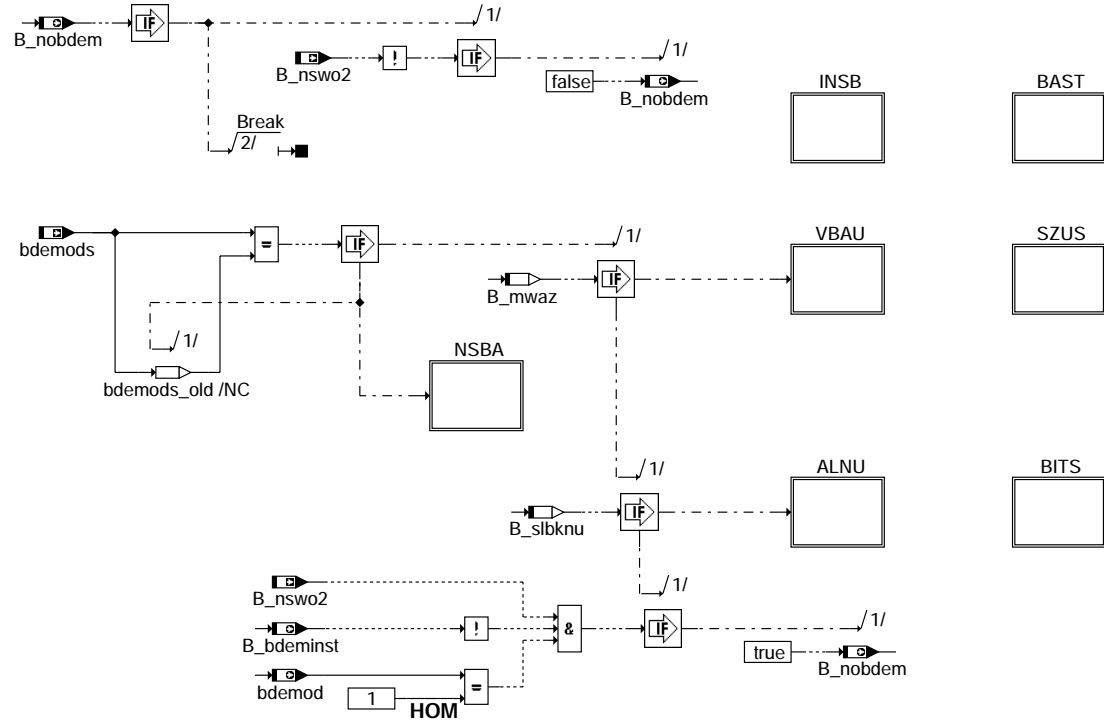 IF
1/
B_nobdem
B_nswo2
!
IF
1/
false
B_nobdem
INSB
BAST
Break
2/
bdemods
=
IF
1/
VBAU
SZUS
B_mwaz
IF
1/
bdemods_old /NC
NSBA
1/
ALNU
BITS
B_slbknu
IF
1/
B_nswo2
B_bdeminst
!
&
IF
1/
true
B_nobdem
bdemod
1
=
HOM